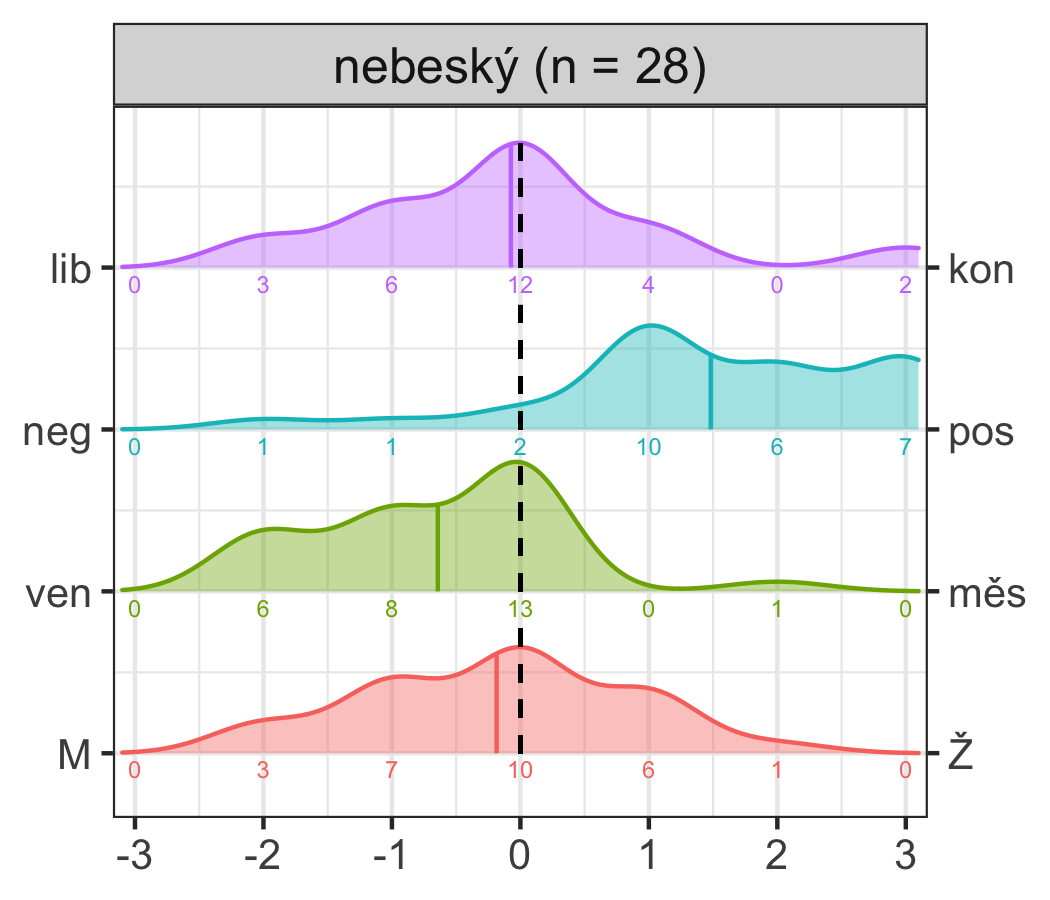 nebeský (n = 28)
lib kon
0 3 6 12 4 0 2
neg pos
0 1 1 2 10 6 7
ven měs
0 6 8 13 0 1 0
M Ž
0 3 7 10 6 1 0
-3 -2 -1 0 1 2 3